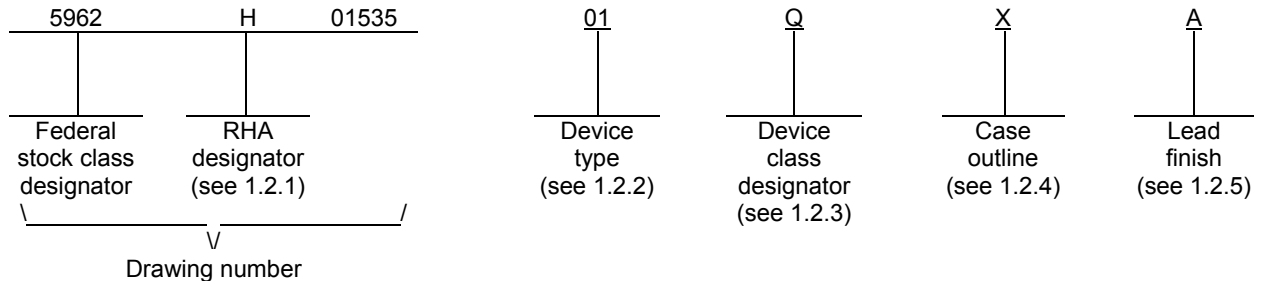 5962 H 01535 01 Q X A
Federal RHA Device Device Case Lead
stock class designator type class outline finish
designator (see 1.2.1) (see 1.2.2) designator (see 1.2.4) (see 1.2.5)
(see 1.2.3)
\ /
\/
Drawing number